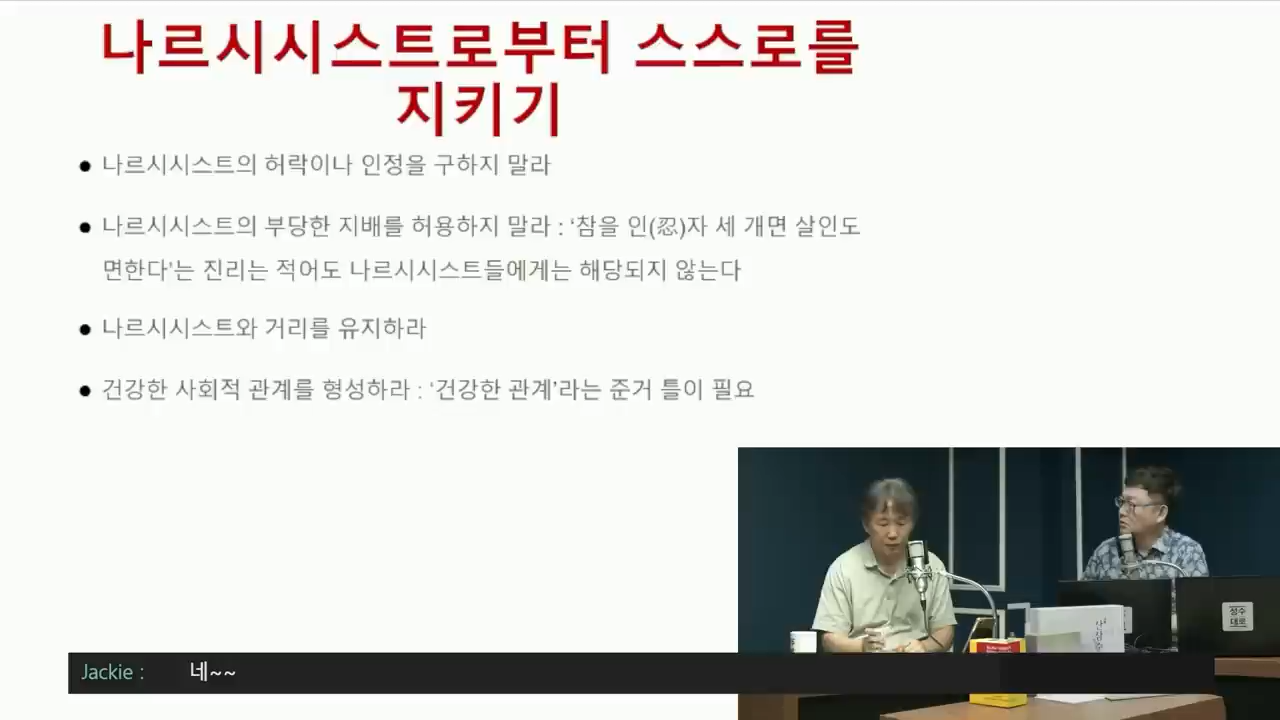 나르시시스트로부터 스스로를
지키기
● 나르시시스트의 허락이나 인정을 구하지 말라
● 나르시시스트의 부당한 지배를 허용하지 말라 : ‘참을 인(忍)자 세 개면 살인도
면한다’는 진리는 적어도 나르시시스트들에게는 해당되지 않는다
● 나르시시스트와 거리를 유지하라
● 건강한 사회적 관계를 형성하라 : ‘건강한 관계’라는 준거 틀이 필요
정수
대로
Jackie : 네~~